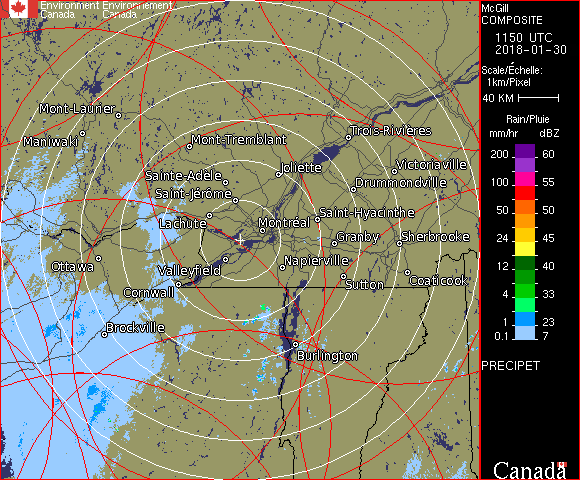 Environment Environnement
Canada Canada
McGill
COMPOSITE
1150 UTC
2018-01-30
Scale/Échelle:
1km/Pixel
40 KM
Rain/Pluie
mm/hr dBZ
200 60
150 55
100 55
50 50
24 45
12 40
4 33
1 23
0.1 7
PRECIPET
Canada
Mont-Laurier
Maniwaki
Mont-Tremblant
Trois-Rivières
Sainte-Adèle
Joliette
Victoriaville
Saint-Jérôme
Drummondville
Lachute
Montréal
Saint-Hyacinthe
Granby
Sherbrooke
Ottawa
Valleyfield
Napierville
Cornwall
Sutton
Coaticook
Brockville
Burlington